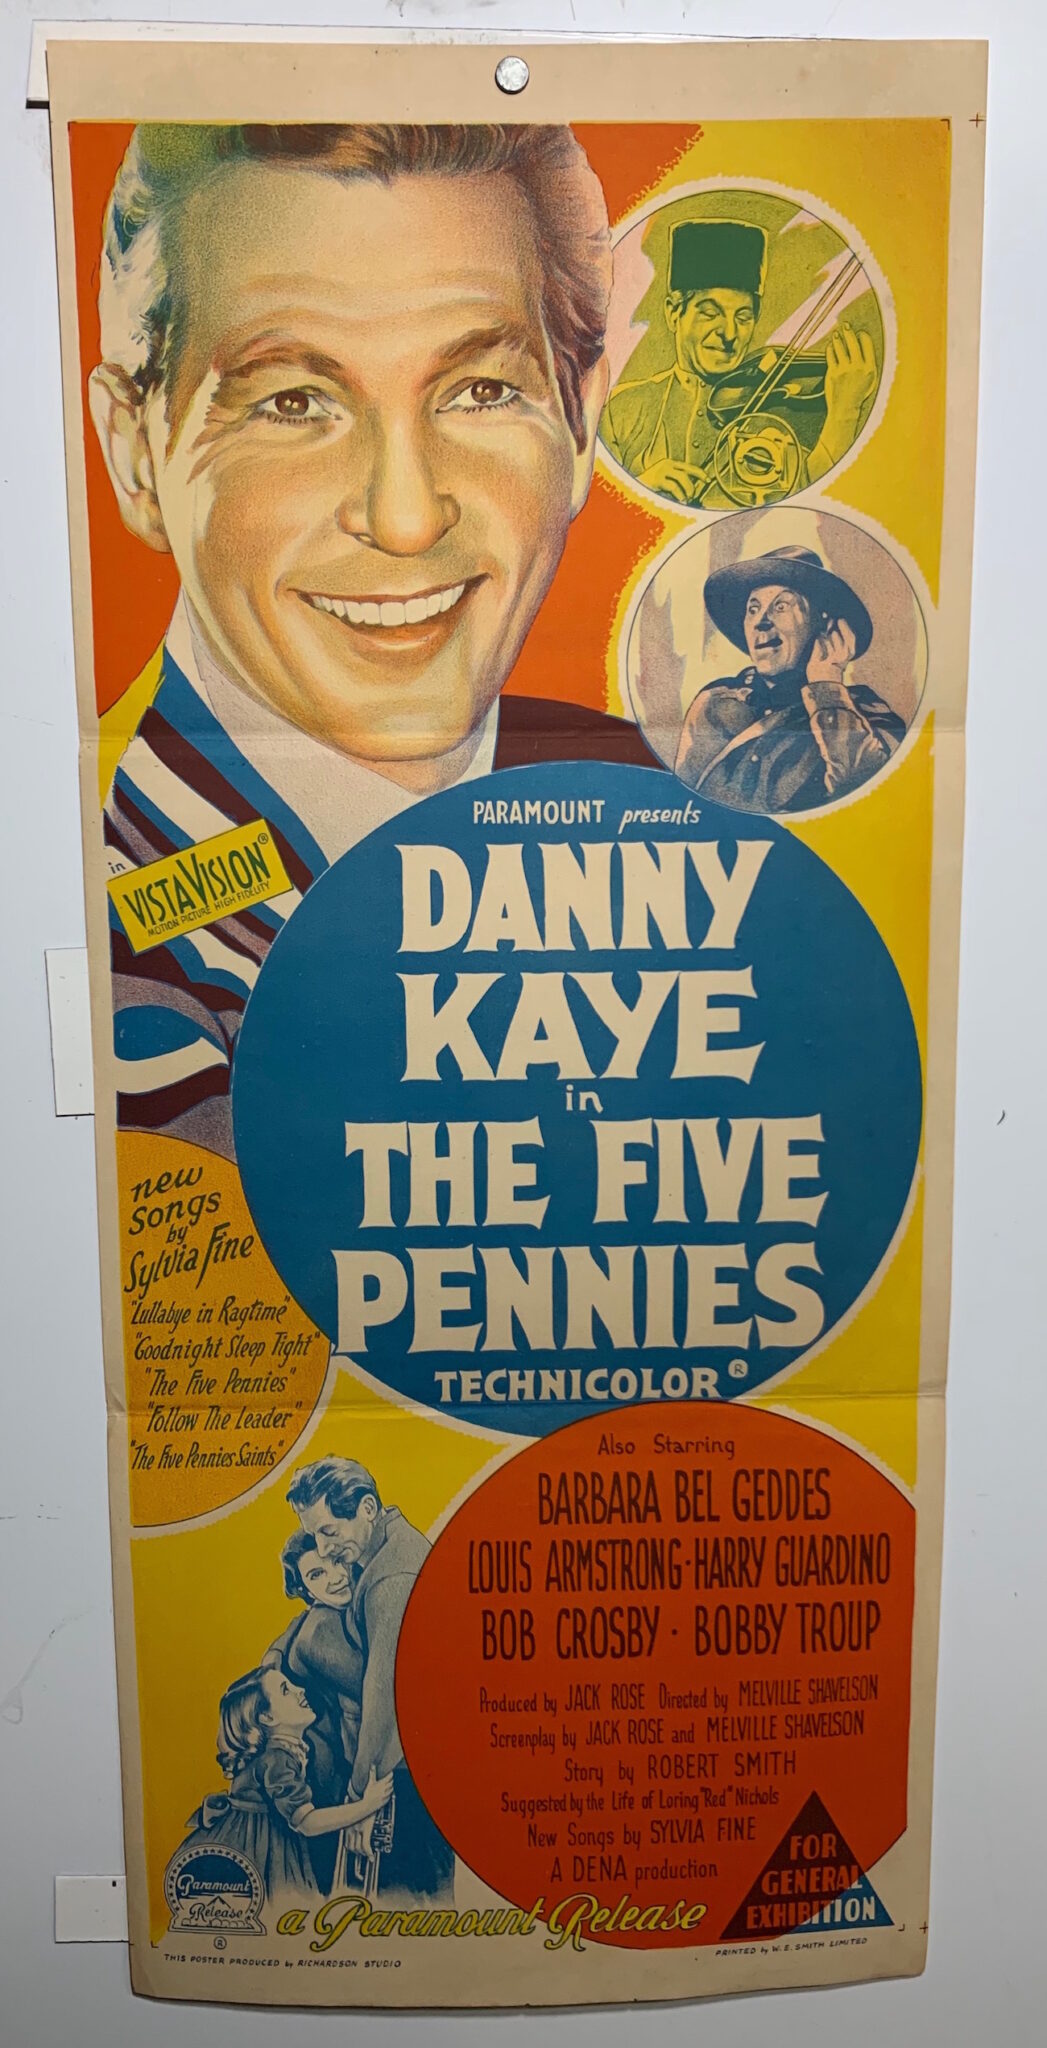 PARAMOUNT presents
DANNY
KAYE
in
THE FIVE
PENNIES
TECHNICOLOR ®
in
VISTAVISION®
MOTION PICTURE HIGH FIDELITY
new
Songs
by
Sylvia Fine
"Lullabye in Ragtime"
"Goodnight Sleep Tight"
"The Five Pennies"
"Follow The Leader"
"The Five Pennies Saints"
Also Starring
BARBARA BEL GEDDES
LOUIS ARMSTRONG · HARRY GUARDINO
BOB CROSBY · BOBBY TROUP
Produced by JACK ROSE Directed by MELVILLE SHAVELSON
Screenplay by JACK ROSE and MELVILLE SHAVELSON
Story by ROBERT SMITH
Suggested by the Life of Loring "Red" Nichols
New Songs by SYLVIA FINE
A DENA production
FOR
GENERAL
EXHIBITION
Paramount
Release
®
a Paramount Release
THIS POSTER PRODUCED by RICHARDSON STUDIO
PRINTED by W. E. SMITH LIMITED